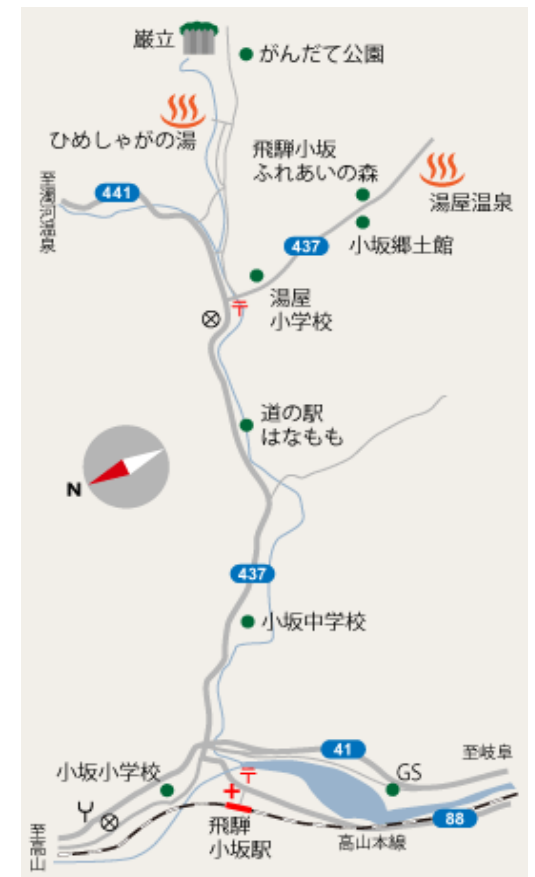 巌立
がんだて公園
ひめしゃがの湯
飛騨小坂
ふれあいの森
湯屋温泉
至濁河温泉
441
437
小坂郷土館
湯屋
小学校
道の駅
はなもも
N
437
小坂中学校
41
至岐阜
小坂小学校
GS
飛騨
小坂駅
88
高山本線
至高山